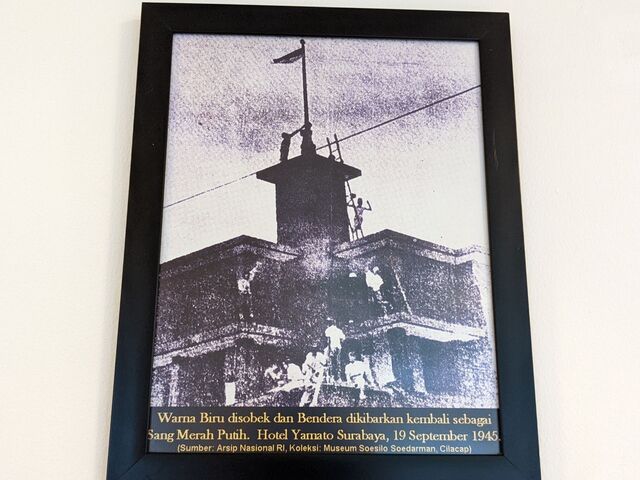 Warna Biru disobek dan Bendera dikibarkan kembali sebagai
Sang Merah Putih. Hotel Yamato Surabaya, 19 September 1945.
(Sumber: Arsip Nasional RI, Koleksi: Museum Soesilo Soedarman, Cilacap)